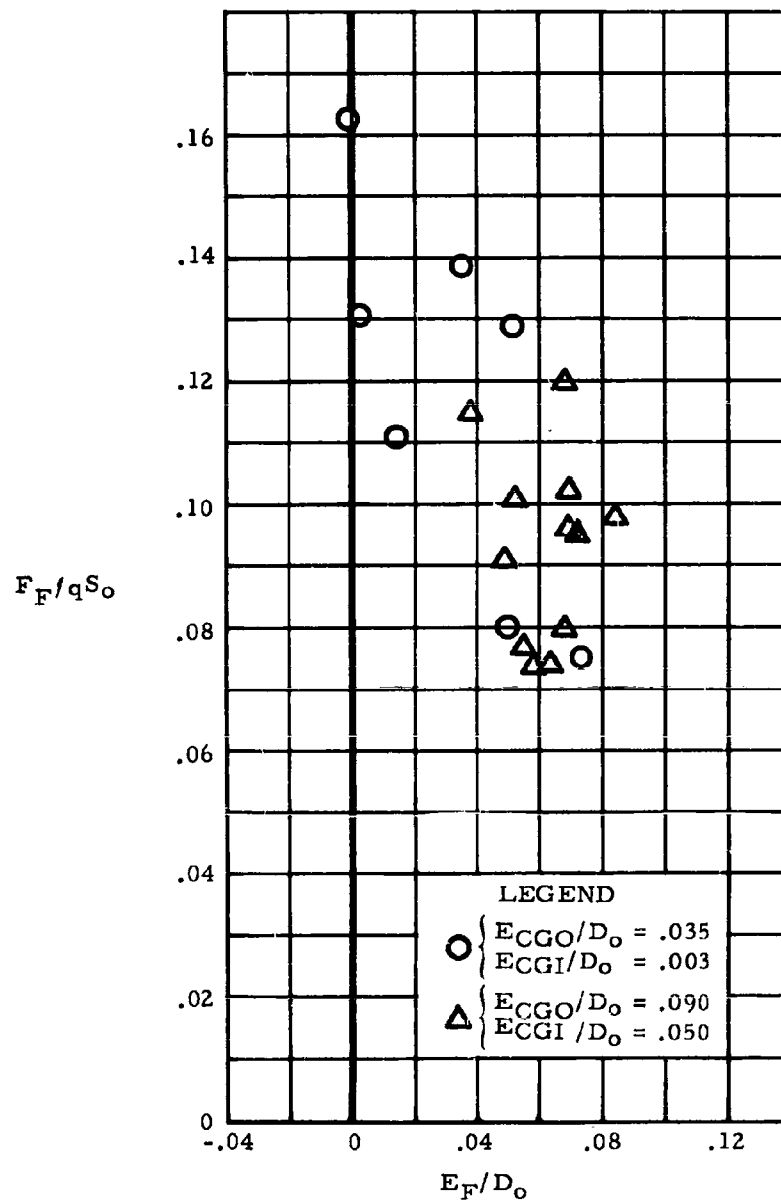 .16
.14
.12
.10
F_F/qS_o
.08
.06
.04
.02
0
LEGEND
E_CGO/D_o = .035
E_CGI/D_o = .003
E_CGO/D_o = .090
E_CGI/D_o = .050
-.04 0 .04 .08 .12
E_F/D_o